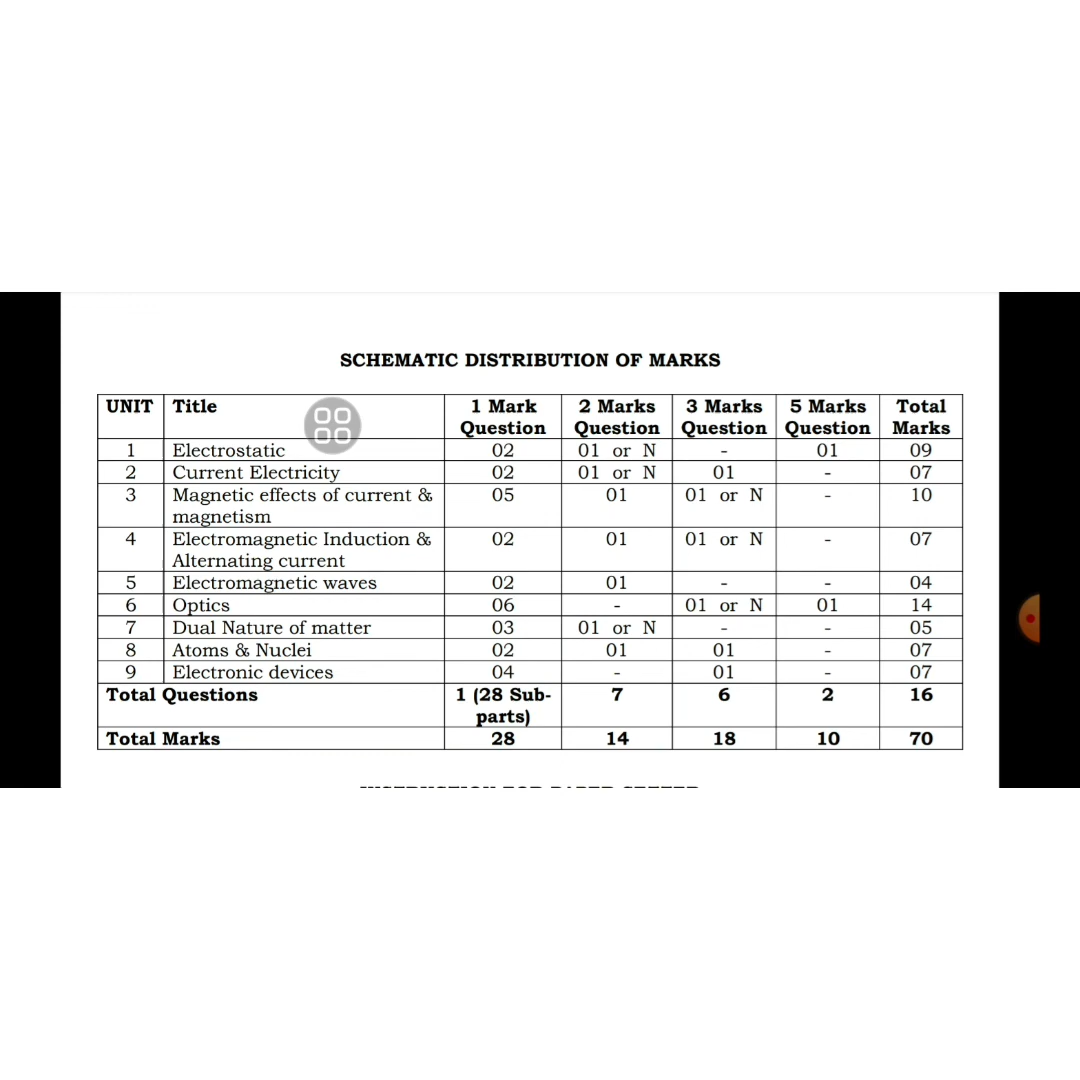 SCHEMATIC DISTRIBUTION OF MARKS
UNIT Title 1 Mark Question 2 Marks Question 3 Marks Question 5 Marks Question Total Marks
1 Electrostatic 02 01 or N - 01 09
2 Current Electricity 02 01 or N 01 - 07
3 Magnetic effects of current & magnetism 05 01 01 or N - 10
4 Electromagnetic Induction & Alternating current 02 01 01 or N - 07
5 Electromagnetic waves 02 01 - - 04
6 Optics 06 - 01 or N 01 14
7 Dual Nature of matter 03 01 or N - - 05
8 Atoms & Nuclei 02 01 01 - 07
9 Electronic devices 04 - 01 - 07
Total Questions 1 (28 Sub-parts) 7 6 2 16
Total Marks 28 14 18 10 70